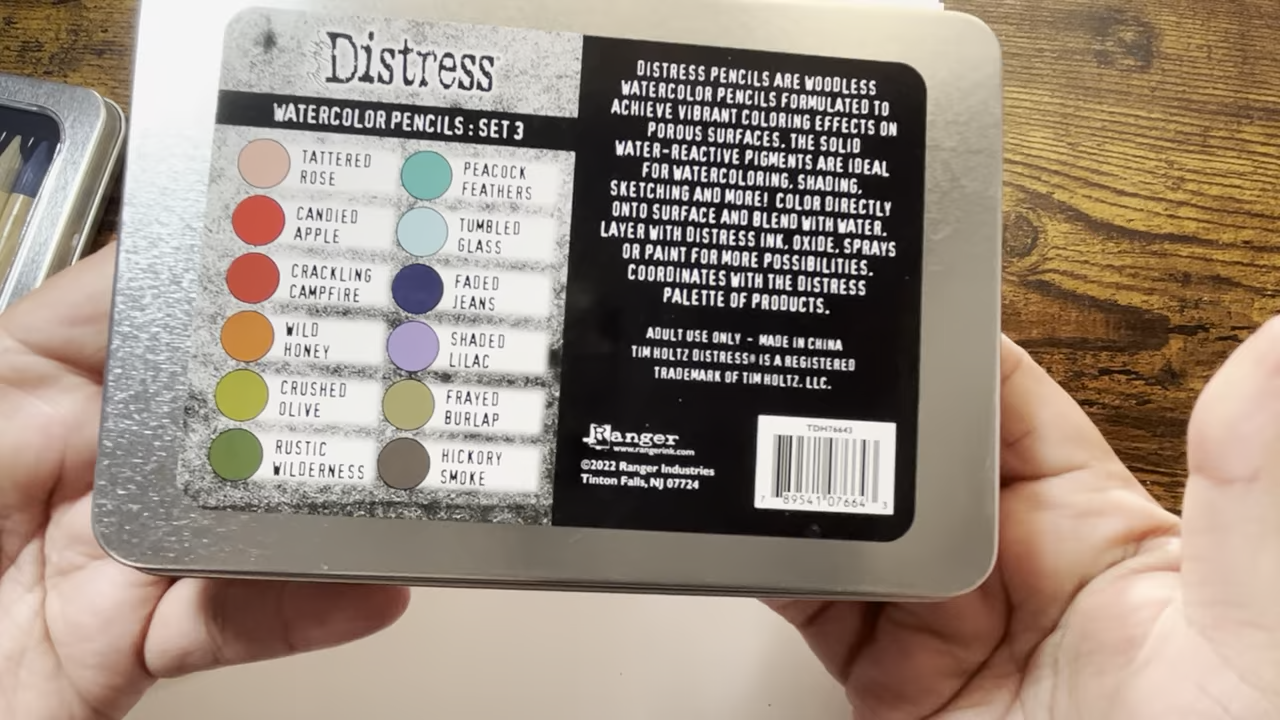 Distress
WATERCOLOR PENCILS : SET 3
TATTERED
ROSE
CANDIED
APPLE
CRACKLING
CAMPFIRE
WILD
HONEY
CRUSHED
OLIVE
RUSTIC
WILDERNESS
PEACOCK
FEATHERS
TUMBLED
GLASS
FADED
JEANS
SHADED
LILAC
FRAYED
BURLAP
HICKORY
SMOKE
DISTRESS PENCILS ARE WOODLESS
WATERCOLOR PENCILS FORMULATED TO
ACHIEVE VIBRANT COLORING EFFECTS ON
POROUS SURFACES. THE SOLID
WATER-REACTIVE PIGMENTS ARE IDEAL
FOR WATERCOLORING, SHADING,
SKETCHING AND MORE! COLOR DIRECTLY
ONTO SURFACE AND BLEND WITH WATER.
LAYER WITH DISTRESS INK, OXIDE, SPRAYS
OR PAINT FOR MORE POSSIBILITIES.
COORDINATES WITH THE DISTRESS
PALETTE OF PRODUCTS.
ADULT USE ONLY - MADE IN CHINA
TIM HOLTZ DISTRESS® IS A REGISTERED
TRADEMARK OF TIM HOLTZ, LLC.
Ranger
www.rangerink.com
©2022 Ranger Industries
Tinton Falls, NJ 07724
TDH76643
7 89541 07664 3